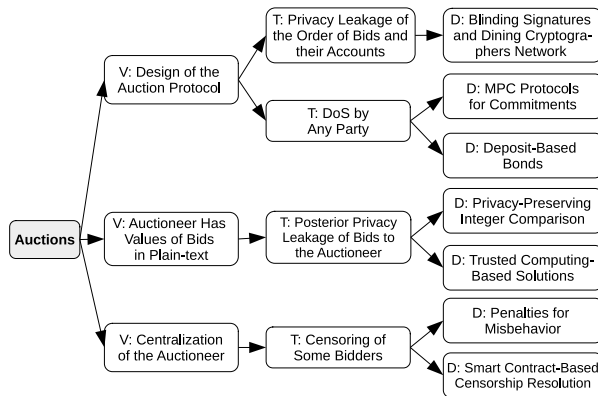 Auctions
V: Design of the
Auction Protocol
T: Privacy Leakage of
the Order of Bids and
their Accounts
D: Blinding Signatures
and Dining Cryptogra-
phers Network
T: DoS by
Any Party
D: MPC Protocols
for Commitments
D: Deposit-Based
Bonds
V: Auctioneer Has
Values of Bids
in Plain-text
T: Posterior Privacy
Leakage of Bids to
the Auctioneer
D: Privacy-Preserving
Integer Comparison
D: Trusted Computing-
Based Solutions
V: Centralization
of the Auctioneer
T: Censoring of
Some Bidders
D: Penalties for
Misbehavior
D: Smart Contract-Based
Censorship Resolution